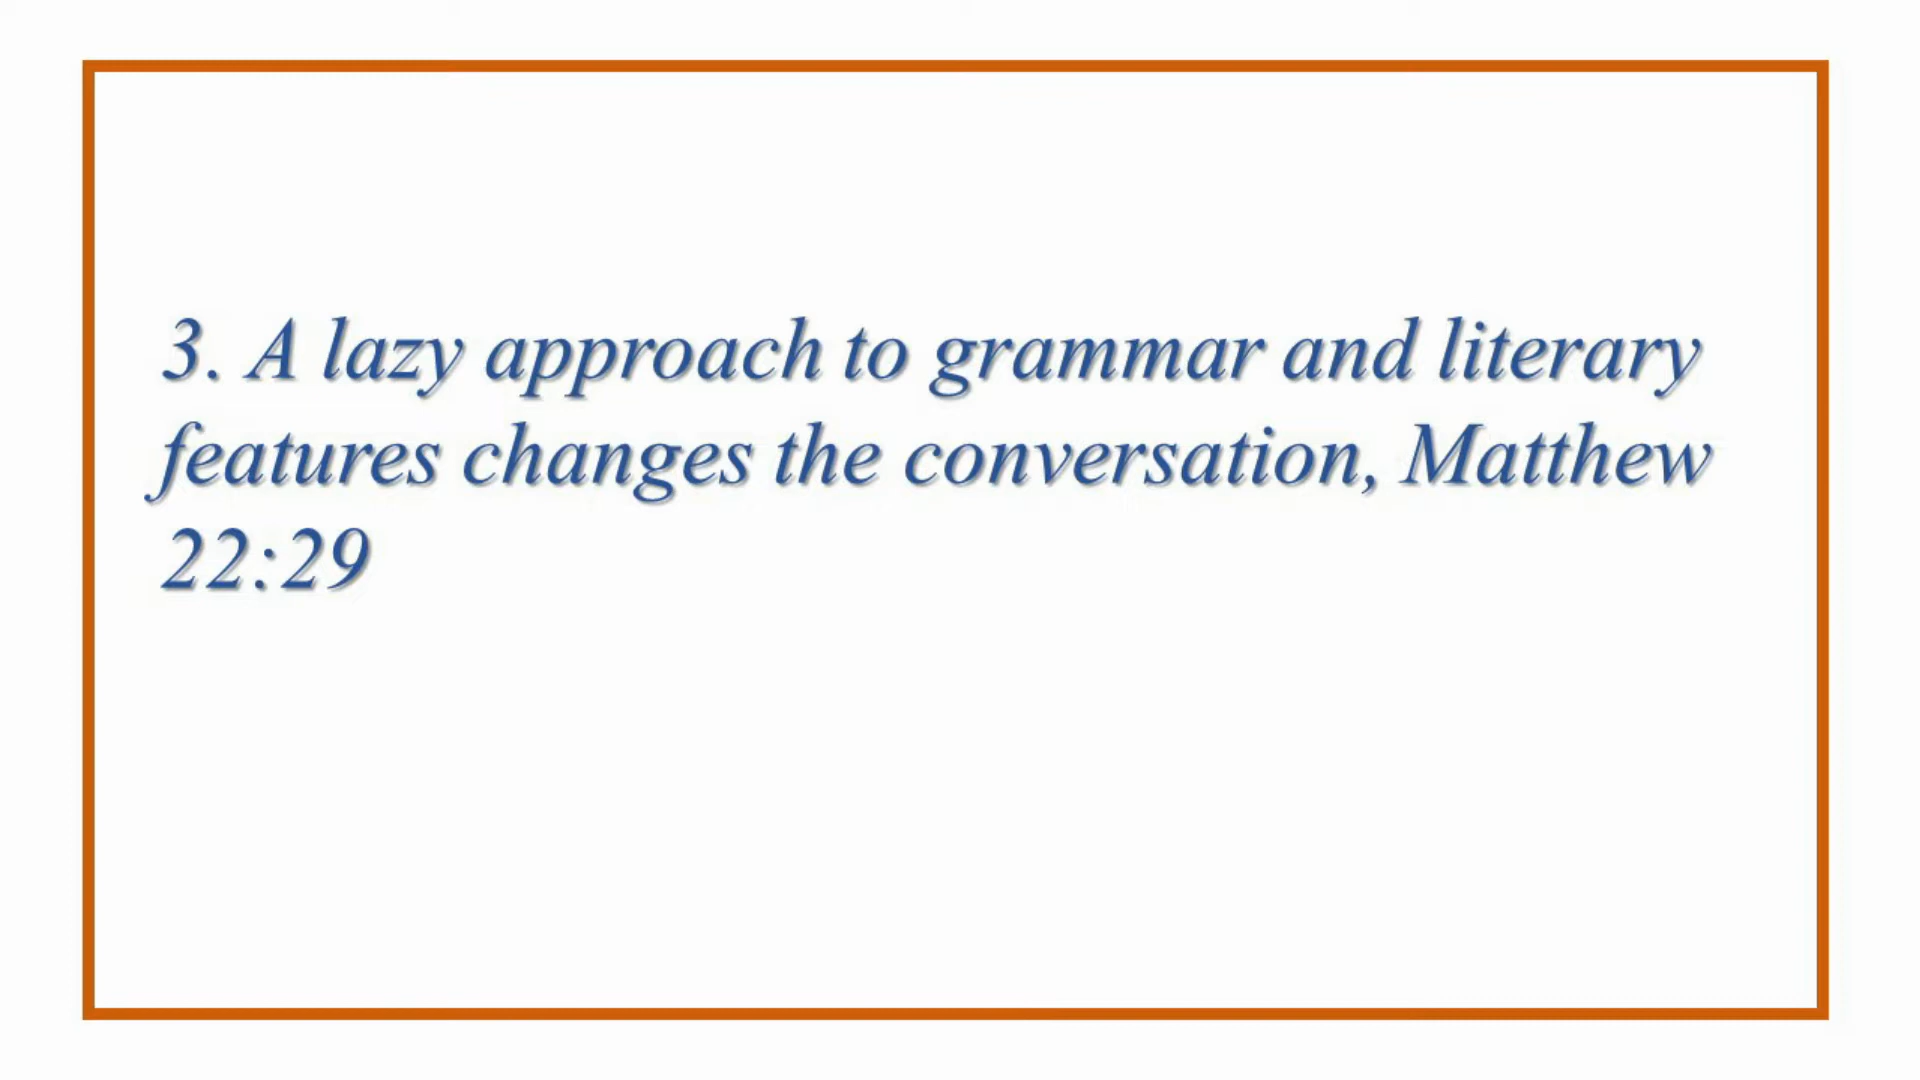 3. A lazy approach to grammar and literary
features changes the conversation, Matthew
22:29